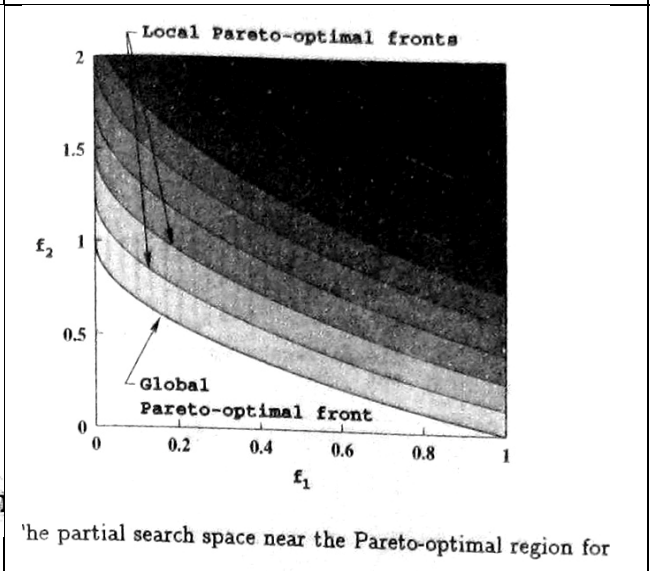 Local Pareto-optimal fronts
2
1.5
f2
1
0.5
Global
Pareto-optimal front
0
0 0.2 0.4 0.6 0.8 1
f1
'he partial search space near the Pareto-optimal region for